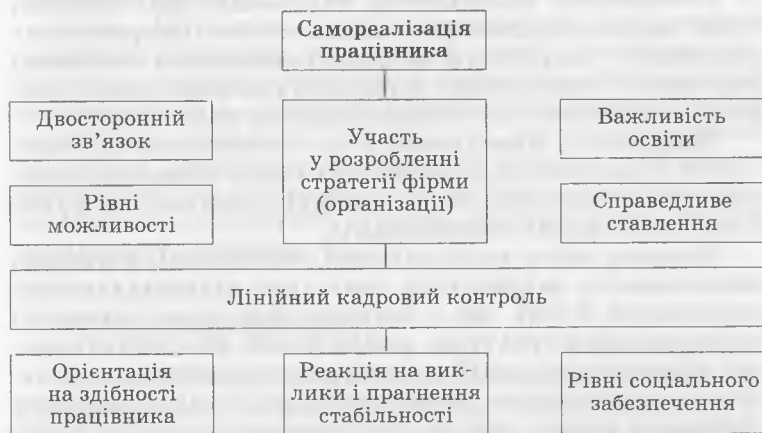 Самореалізація
працівника
Двосторонній
зв’язок
Участь
у розробленні
стратегії фірми
(організації)
Важливість
освіти
Рівні
можливості
Справедливе
ставлення
Лінійний кадровий контроль
Орієнтація
на здібності
працівника
Реакція на вик-
лики і прагнення
стабільності
Рівні соціального
забезпечення